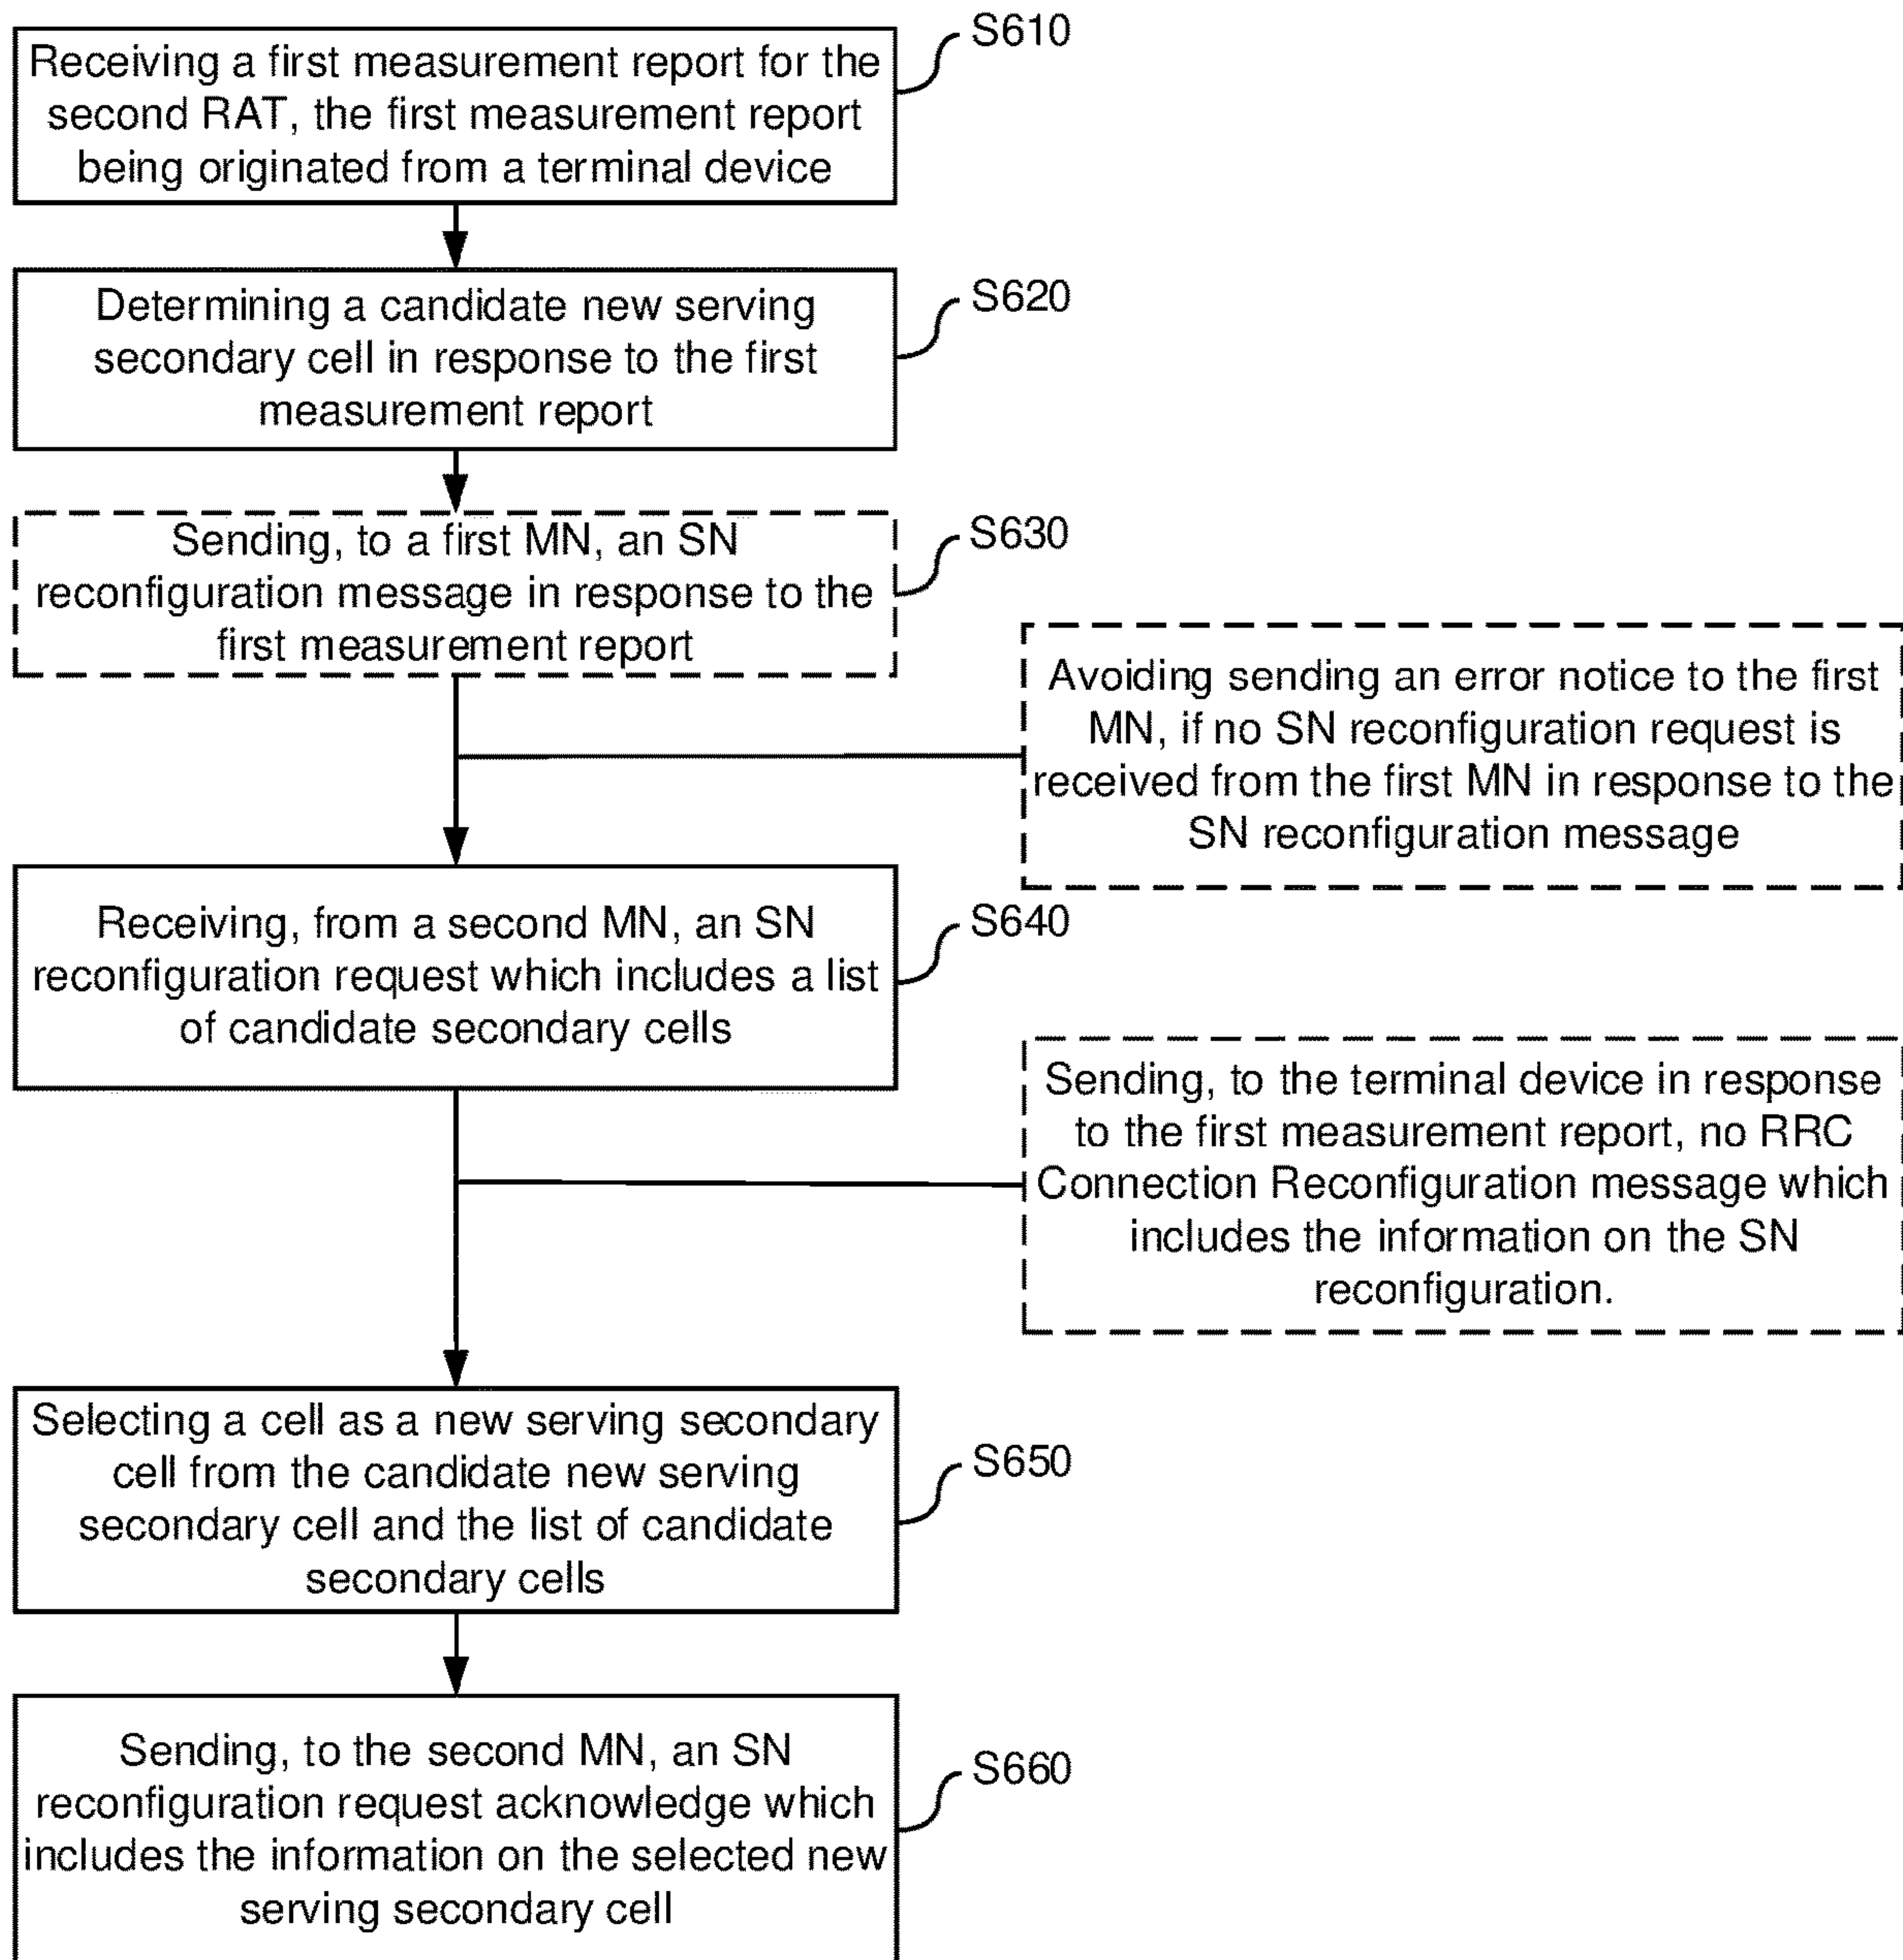 Receiving a first measurement report for the
second RAT, the first measurement report
being originated from a terminal device
S610
Determining a candidate new serving
secondary cell in response to the first
measurement report
S620
Sending, to a first MN, an SN
reconfiguration message in response to the
first measurement report
S630
Avoiding sending an error notice to the first
MN, if no SN reconfiguration request is
received from the first MN in response to the
SN reconfiguration message
Receiving, from a second MN, an SN
reconfiguration request which includes a list
of candidate secondary cells
S640
Sending, to the terminal device in response
to the first measurement report, no RRC
Connection Reconfiguration message which
includes the information on the SN
reconfiguration.
Selecting a cell as a new serving secondary
cell from the candidate new serving
secondary cell and the list of candidate
secondary cells
S650
Sending, to the second MN, an SN
reconfiguration request acknowledge which
includes the information on the selected new
serving secondary cell
S660